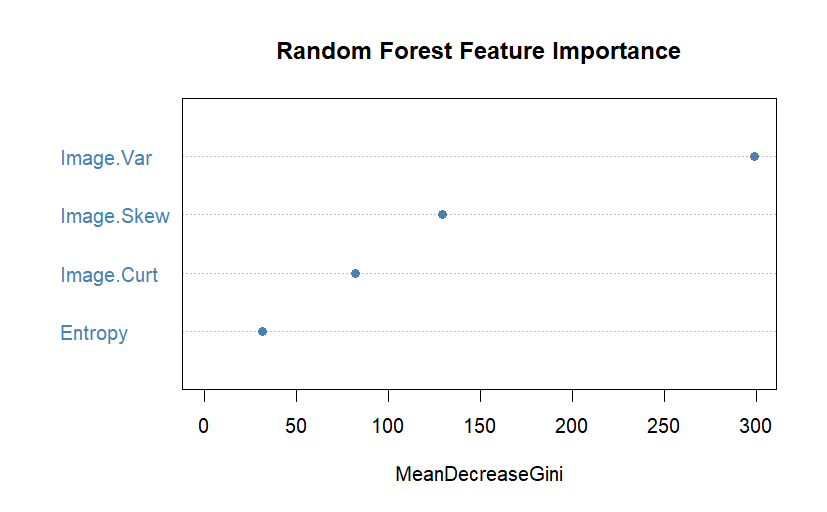 Random Forest Feature Importance
Image.Var
Image.Skew
Image.Curt
Entropy
0 50 100 150 200 250 300
MeanDecreaseGini